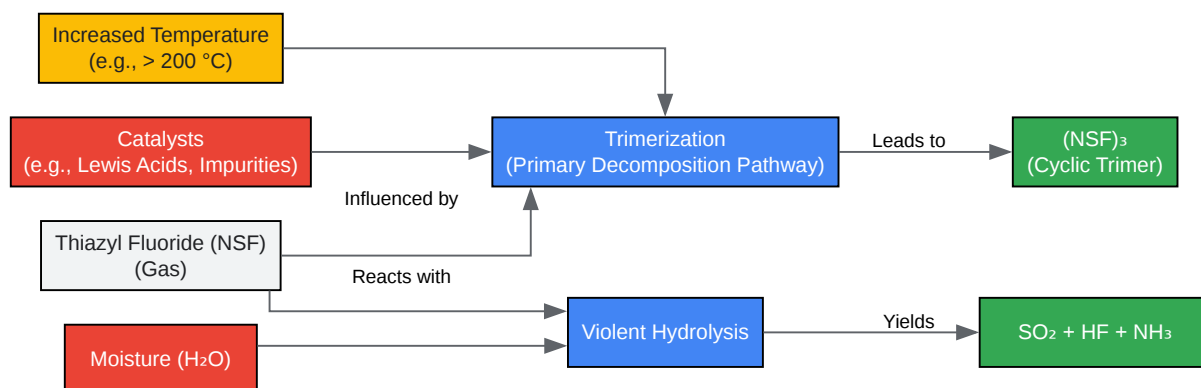 Increased Temperature
(e.g., > 200 °C)
Catalysts
(e.g., Lewis Acids, Impurities)
Trimerization
(Primary Decomposition Pathway)
Leads to
(NSF)₃
(Cyclic Trimer)
Influenced by
Thiazyl Fluoride (NSF)
(Gas)
Reacts with
Moisture (H₂O)
Violent Hydrolysis
Yields
SO₂ + HF + NH₃